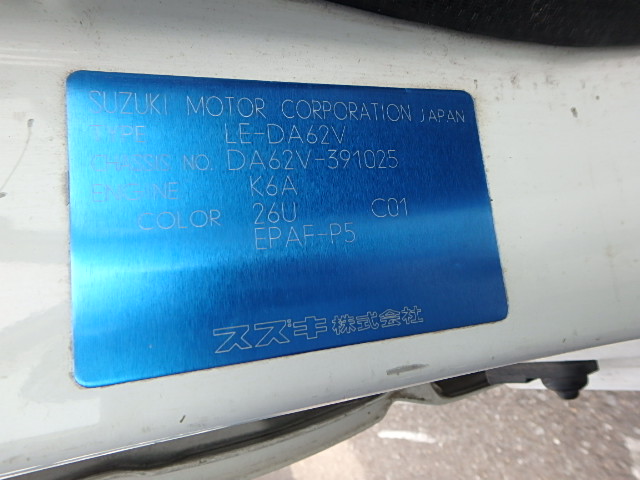 SUZUKI MOTOR CORPORATION JAPAN
TYPE LE-DA62V
CHASSIS NO. DA62V-391025
ENGINE K6A
COLOR 26U C01
EPAF-P5
スズキ株式会社